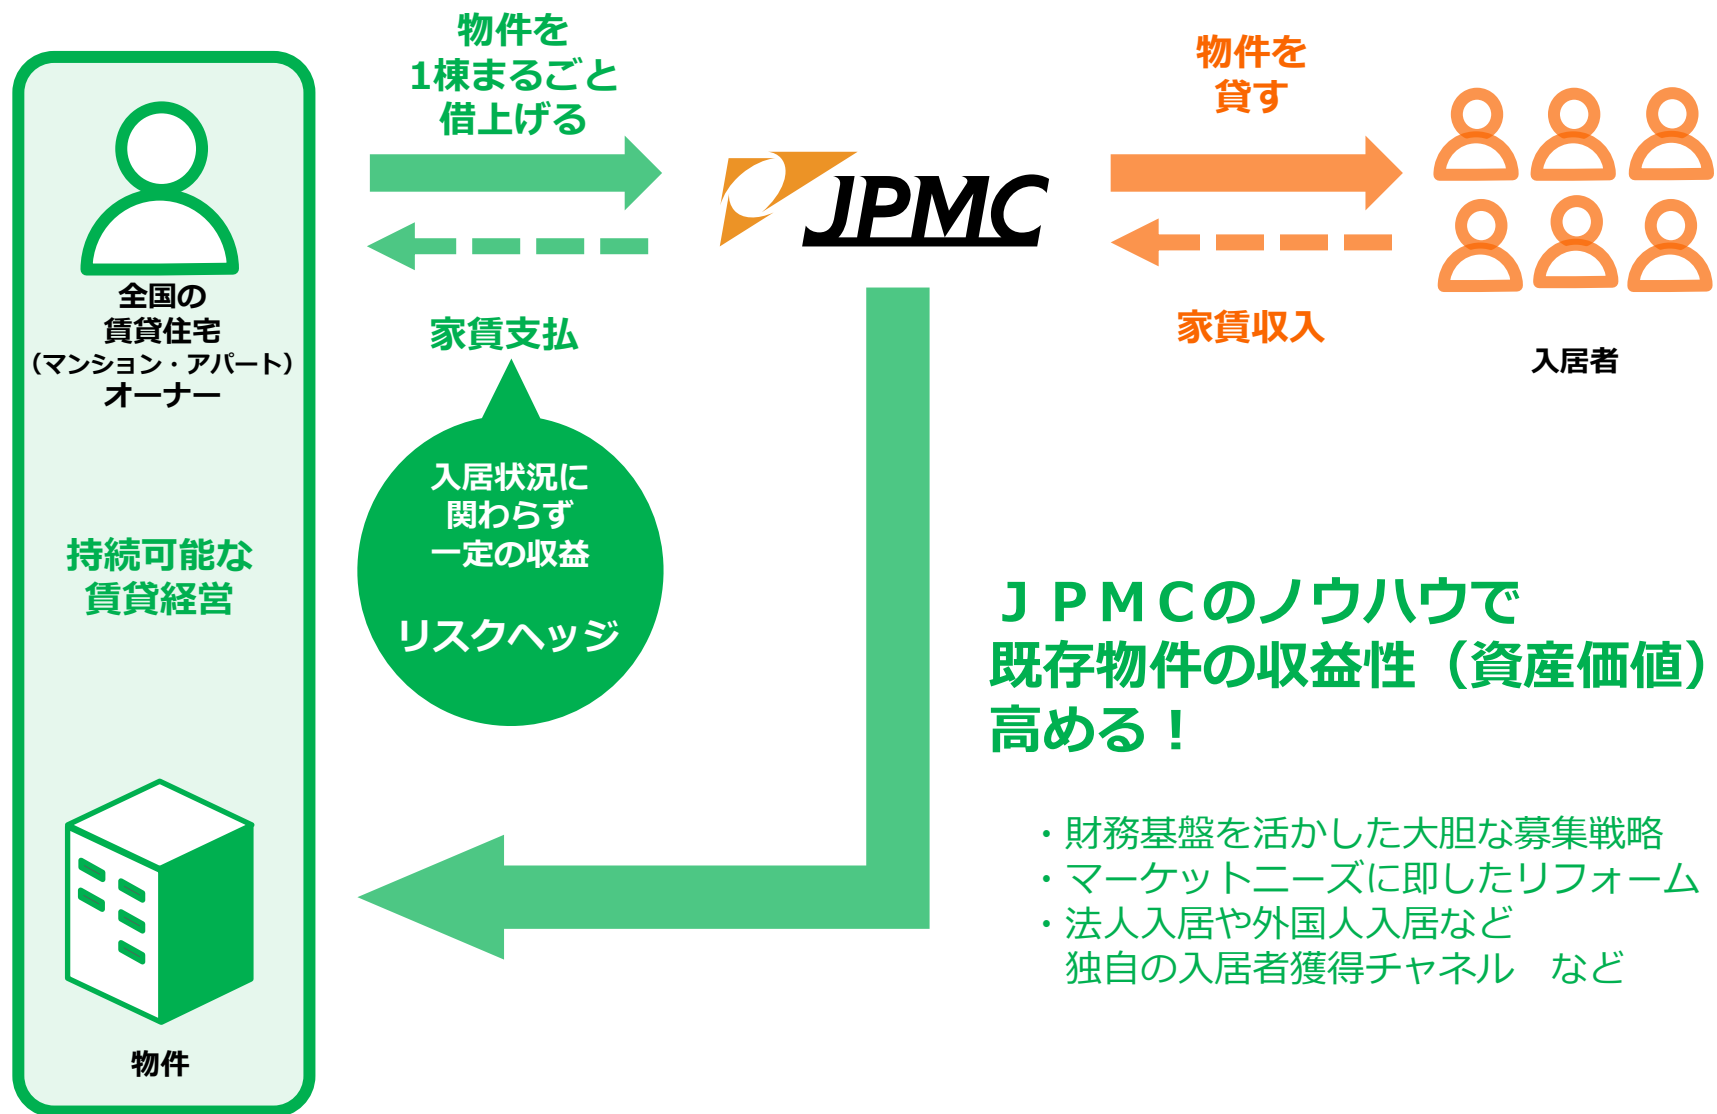 物件を
1棟まるごと
借上げる
物件を
貸す
JPMC
全国の
賃貸住宅
（マンション・アパート）
オーナー
家賃支払
家賃収入
入居者
入居状況に
関わらず
一定の収益
リスクヘッジ
持続可能な
賃貸経営
物件
ＪＰＭＣのノウハウで
既存物件の収益性（資産価値）
高める！
・財務基盤を活かした大胆な募集戦略
・マーケットニーズに即したリフォーム
・法人入居や外国人入居など
独自の入居者獲得チャネル　など